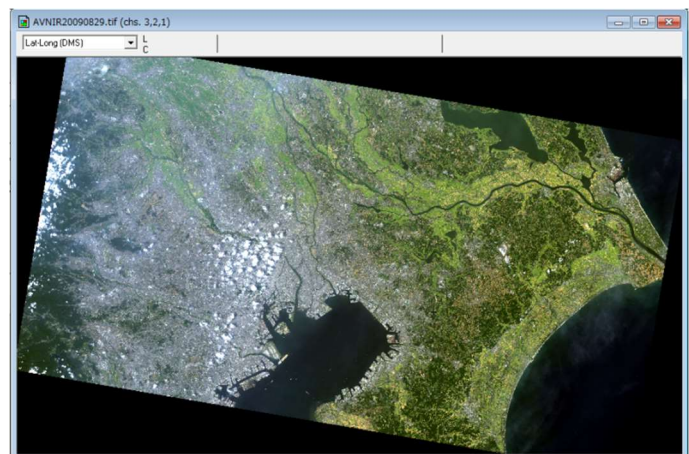 AVNIR20090829.tif (chs. 3,2,1)
Lat-Long (DMS)
L
C